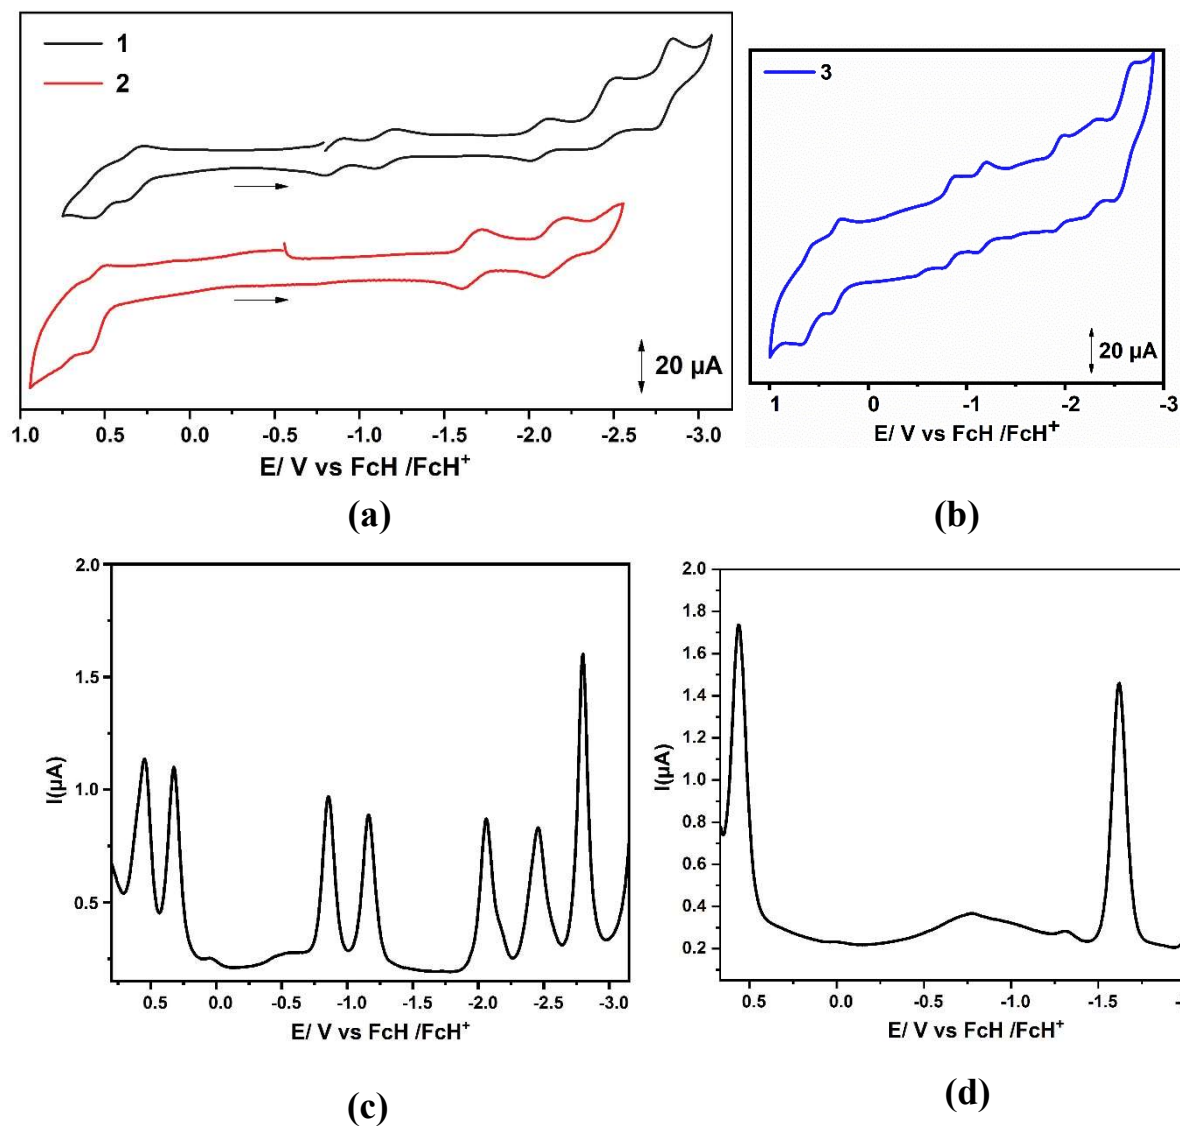 1
2
20 µA
1.0 0.5 0.0 -0.5 -1.0 -1.5 -2.0 -2.5 -3.0
E/ V vs FcH /FcH+
(a)
3
20 µA
1 0 -1 -2 -3
E/ V vs FcH /FcH+
(b)
2.0
1.5
1.0
0.5
I(µA)
0.5 0.0 -0.5 -1.0 -1.5 -2.0 -2.5 -3.0
E/ V vs FcH /FcH+
(c)
2.0
1.8
1.6
1.4
1.2
1.0
0.8
0.6
0.4
0.2
I(µA)
0.5 0.0 -0.5 -1.0 -1.5
E/ V vs FcH /FcH+
(d)